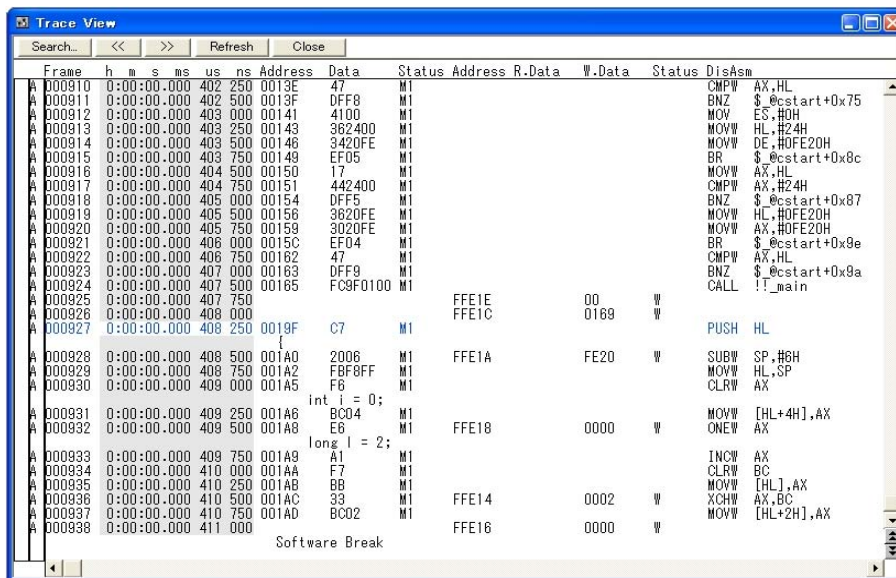 Trace View
Search... << >> Refresh Close
Frame h m s ms us ns Address Data Status Address R.Data W.Data Status DisAsm
A 000910 0:00:00.000 402 250 0013E 47 M1 CMPW AX,HL
A 000911 0:00:00.000 402 500 0013F DFF8 M1 BNZ $_@cstart+0x75
A 000912 0:00:00.000 403 000 00141 4100 M1 MOV ES,#0H
A 000913 0:00:00.000 403 250 00143 362400 M1 MOVW HL,#24H
A 000914 0:00:00.000 403 500 00146 3420FE M1 MOVW DE,#0FE20H
A 000915 0:00:00.000 403 750 00149 EF05 M1 BR $_@cstart+0x8c
A 000916 0:00:00.000 404 500 00150 17 M1 MOVW AX,HL
A 000917 0:00:00.000 404 750 00151 442400 M1 CMPW AX,#24H
A 000918 0:00:00.000 405 000 00154 DFF5 M1 BNZ $_@cstart+0x87
A 000919 0:00:00.000 405 500 00156 3620FE M1 MOVW HL,#0FE20H
A 000920 0:00:00.000 405 750 00159 3020FE M1 MOVW AX,#0FE20H
A 000921 0:00:00.000 406 000 0015C EF04 M1 BR $_@cstart+0x9e
A 000922 0:00:00.000 406 750 00162 47 M1 CMPW AX,HL
A 000923 0:00:00.000 407 000 00163 DFF9 M1 BNZ $_@cstart+0x9a
A 000924 0:00:00.000 407 500 00165 FC9F0100 M1 CALL !!_main
A 000925 0:00:00.000 407 750 FFE1E 00 W
A 000926 0:00:00.000 408 000 FFE1C 0169 W
A 000927 0:00:00.000 408 250 0019F C7 M1 PUSH HL
{
A 000928 0:00:00.000 408 500 001A0 2006 M1 FFE1A FE20 W SUBW SP,#6H
A 000929 0:00:00.000 408 750 001A2 FBF8FF M1 MOVW HL,SP
A 000930 0:00:00.000 409 000 001A5 F6 M1 CLRW AX
int i = 0;
A 000931 0:00:00.000 409 250 001A6 BC04 M1 MOVW [HL+4H],AX
A 000932 0:00:00.000 409 500 001A8 E6 M1 FFE18 0000 W ONEW AX
long l = 2;
A 000933 0:00:00.000 409 750 001A9 A1 M1 INCW AX
A 000934 0:00:00.000 410 000 001AA F7 M1 CLRW BC
A 000935 0:00:00.000 410 250 001AB BB M1 MOVW [HL],AX
A 000936 0:00:00.000 410 500 001AC 33 M1 FFE14 0002 W XCHW AX,BC
A 000937 0:00:00.000 410 750 001AD BC02 M1 MOVW [HL+2H],AX
A 000938 0:00:00.000 411 000 FFE16 0000 W
Software Break